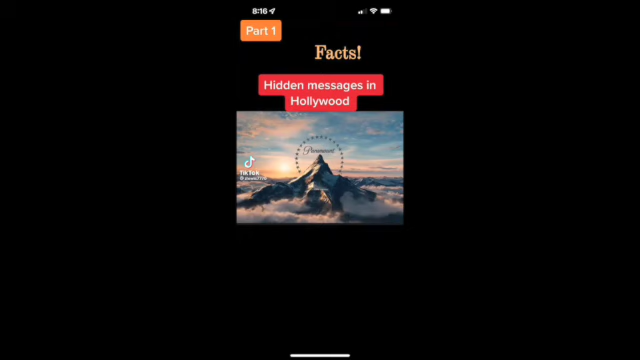 8:16
Part 1
Facts!
Hidden messages in
Hollywood
Paramount
TikTok